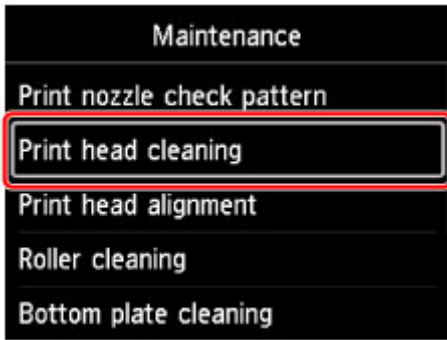 Maintenance
Print nozzle check pattern
Print head cleaning
Print head alignment
Roller cleaning
Bottom plate cleaning